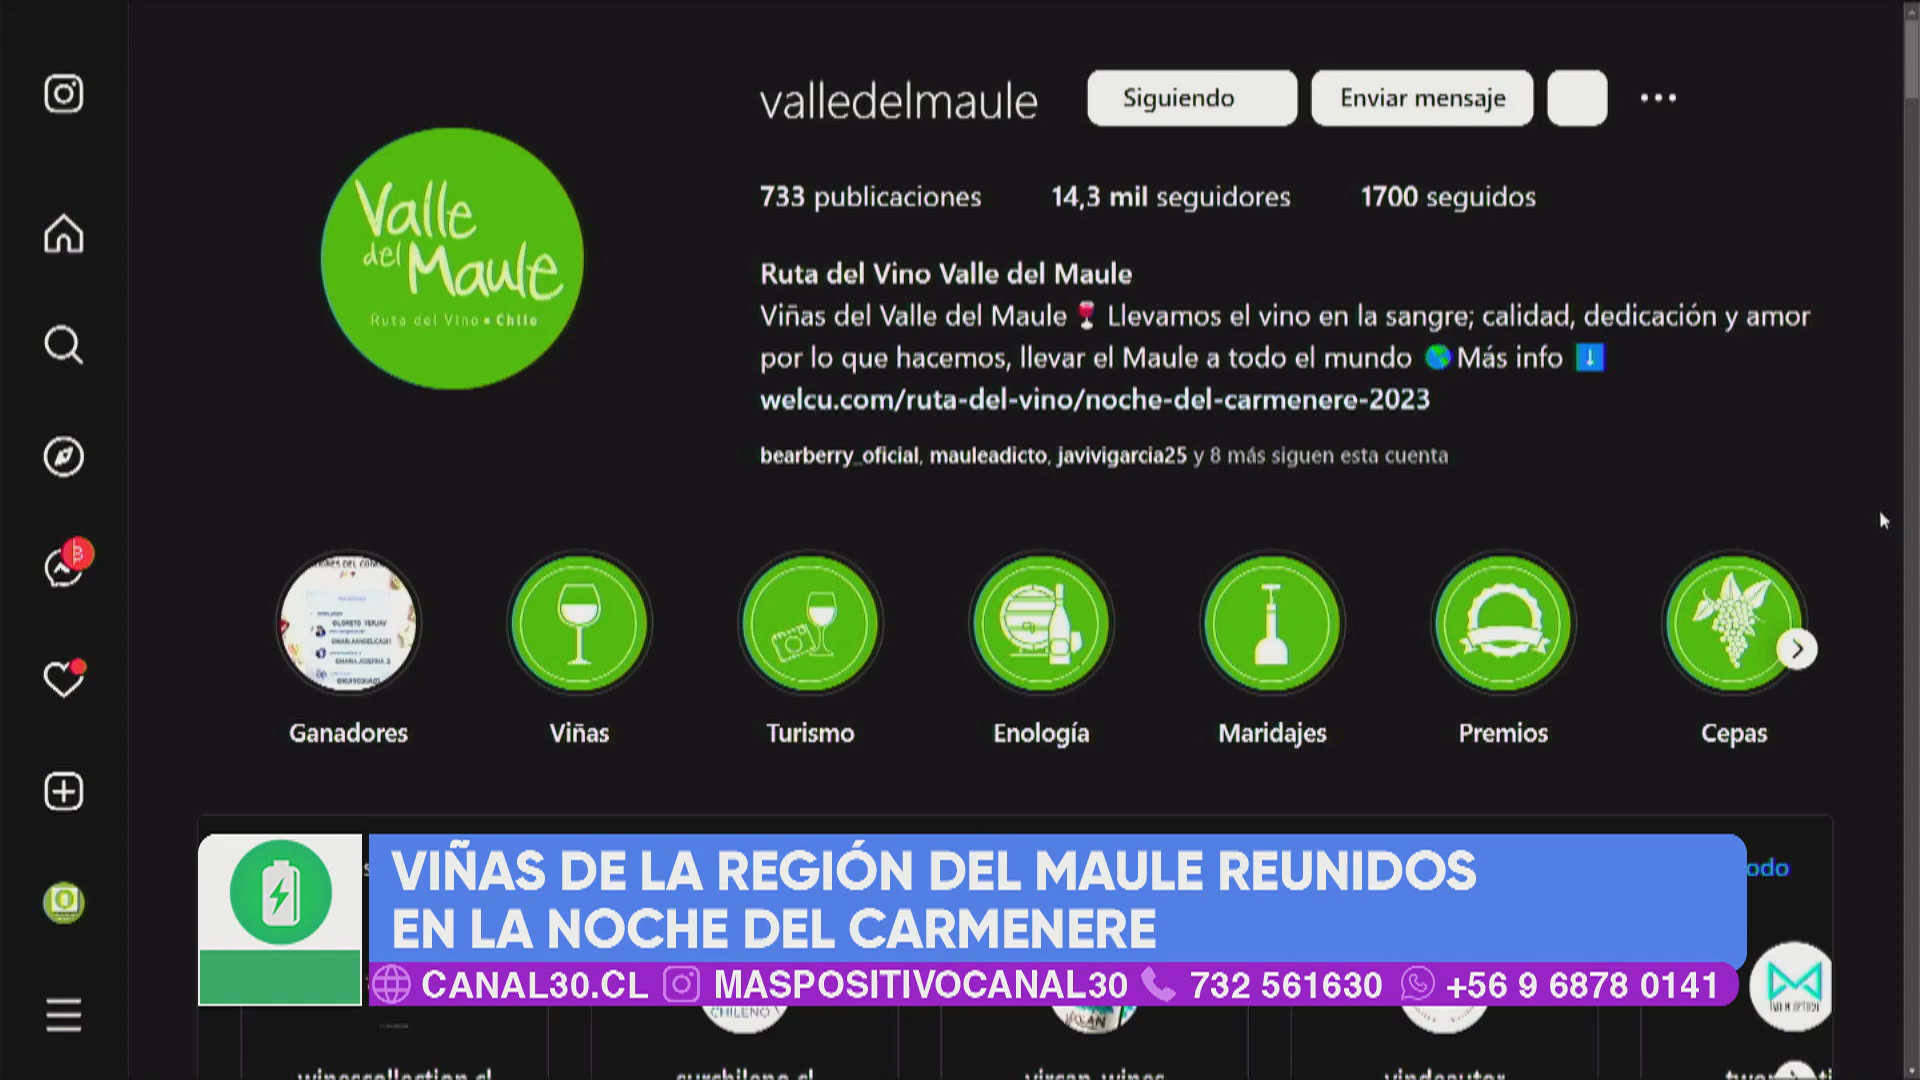 valledelmaule
Siguiendo
Enviar mensaje
733 publicaciones
14,3 mil seguidores
1700 seguidos
Valle
del Maule
Ruta del Vino • Chile
Ruta del Vino Valle del Maule
Viñas del Valle del Maule 🍷 Llevamos el vino en la sangre; calidad, dedicación y amor
por lo que hacemos, llevar el Maule a todo el mundo 🌎 Más info ⬇️
welcu.com/ruta-del-vino/noche-del-carmenere-2023
bearberry_oficial, mauleadicto, javivigarcia25 y 8 más siguen esta cuenta
Ganadores
Viñas
Turismo
Enología
Maridajes
Premios
Cepas
VIÑAS DE LA REGIÓN DEL MAULE REUNIDOS
EN LA NOCHE DEL CARMENERE
CANAL30.CL
MASPOSITIVOCANAL30
732 561630
+56 9 6878 0141
CHILENO